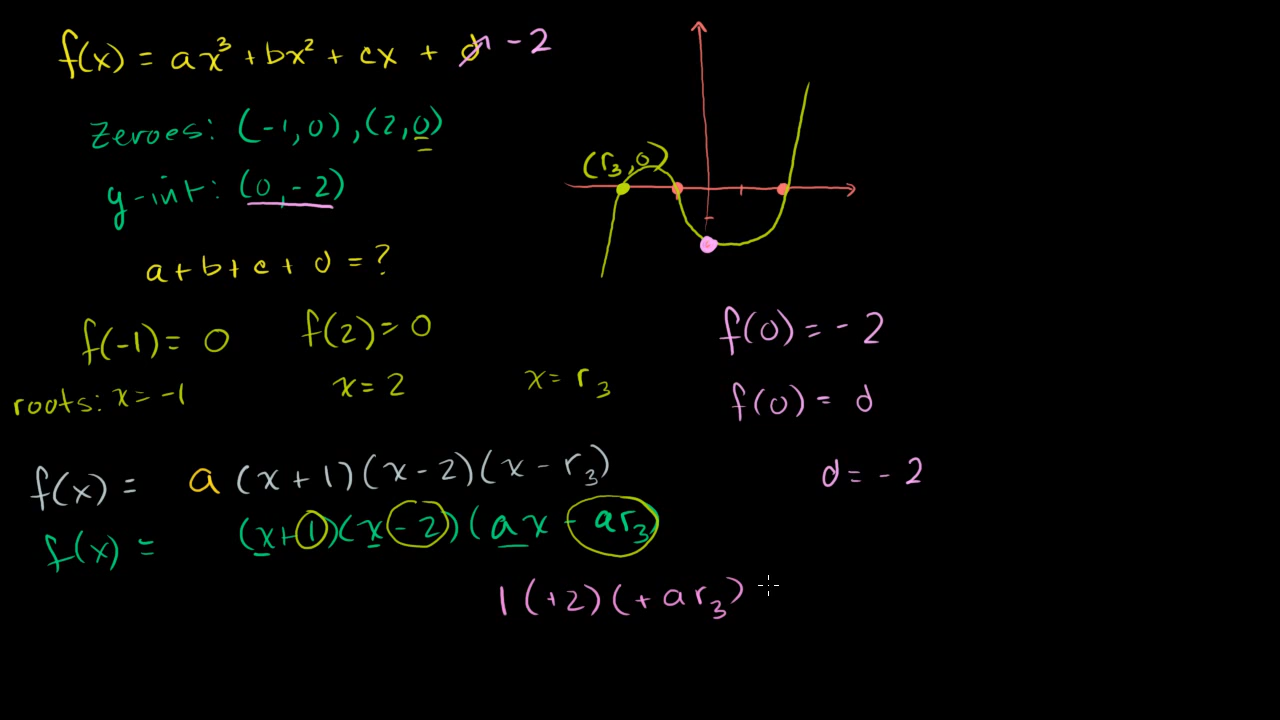 f(x) = ax³ + bx² + cx + d -2
zeroes: (-1,0), (2,0)
y-int: (0,-2)
(r₃,0)
a+b+c+d=?
f(-1)=0 f(2)=0
roots: x=-1 x=2 x=r₃
f(0)=-2
f(0)=d
d=-2
f(x)= a(x+1)(x-2)(x-r₃)
f(x)= (x+1)(x-2)(ax-ar₃)
1(+2)(+ar₃)